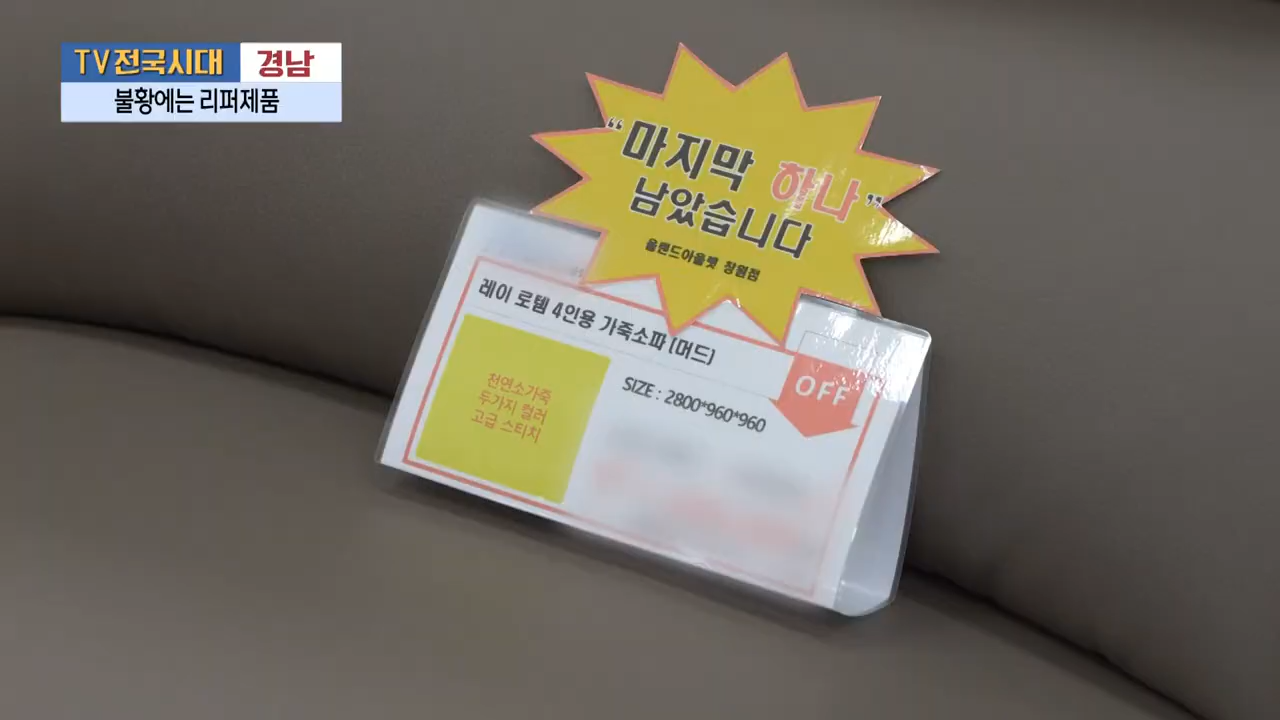 TV전국시대 경남
불황에는 리퍼제품
“마지막 하나”
남았습니다
올랜드아울렛 창원점
레이 로템 4인용 가죽소파 (머드)
OFF
천연소가죽
두가지 컬러
고급 스티치
SIZE : 2800*960*960